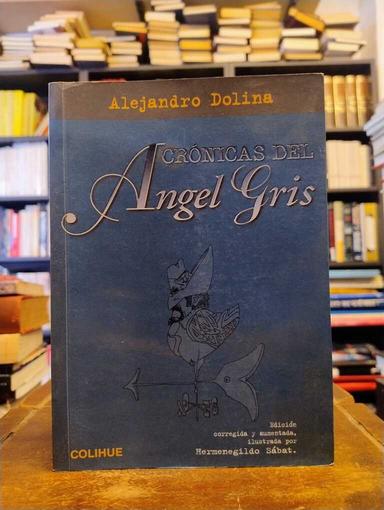 Alejandro Dolina
CRÓNICAS DEL
Angel Gris
Edición
corregida y aumentada,
ilustrada por
Hermenegildo Sábat.
COLIHUE